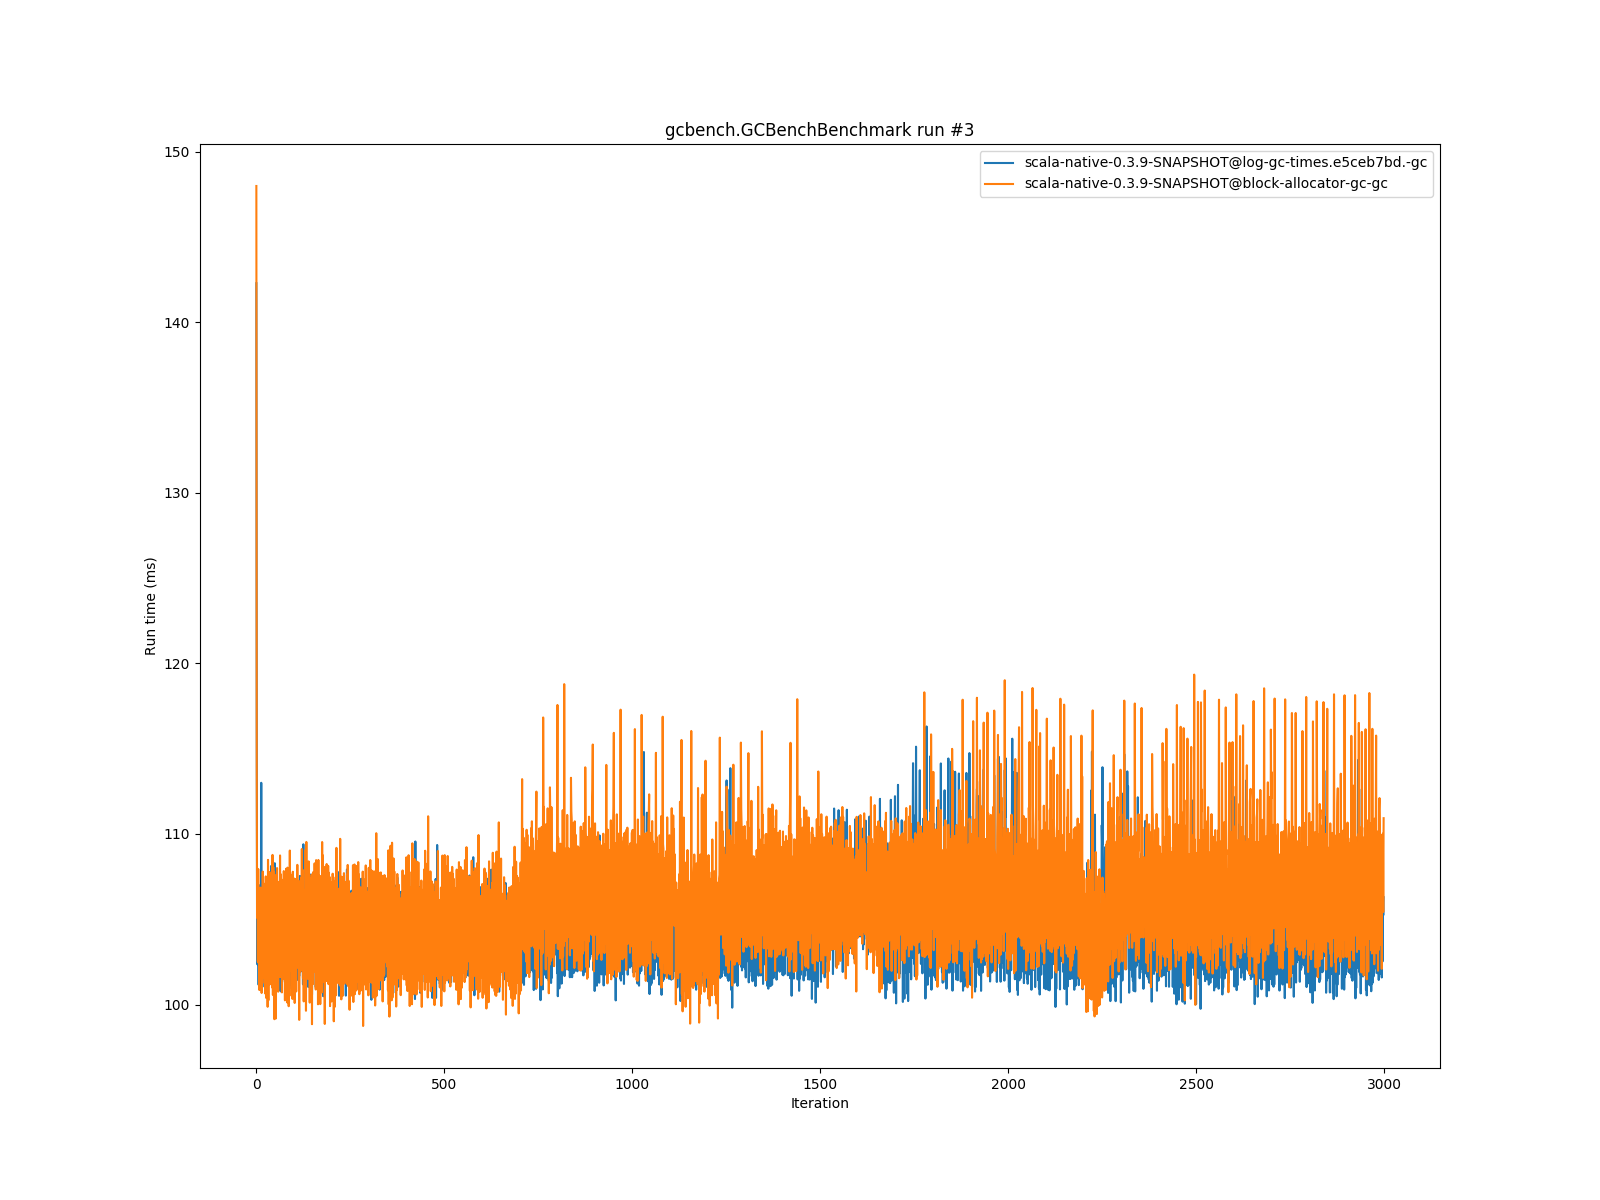 gcbench.GCBenchBenchmark run #3
scala-native-0.3.9-SNAPSHOT@log-gc-times.e5ceb7bd.-gc
scala-native-0.3.9-SNAPSHOT@block-allocator-gc-gc
150
140
130
120
110
100
Run time (ms)
0 500 1000 1500 2000 2500 3000
Iteration